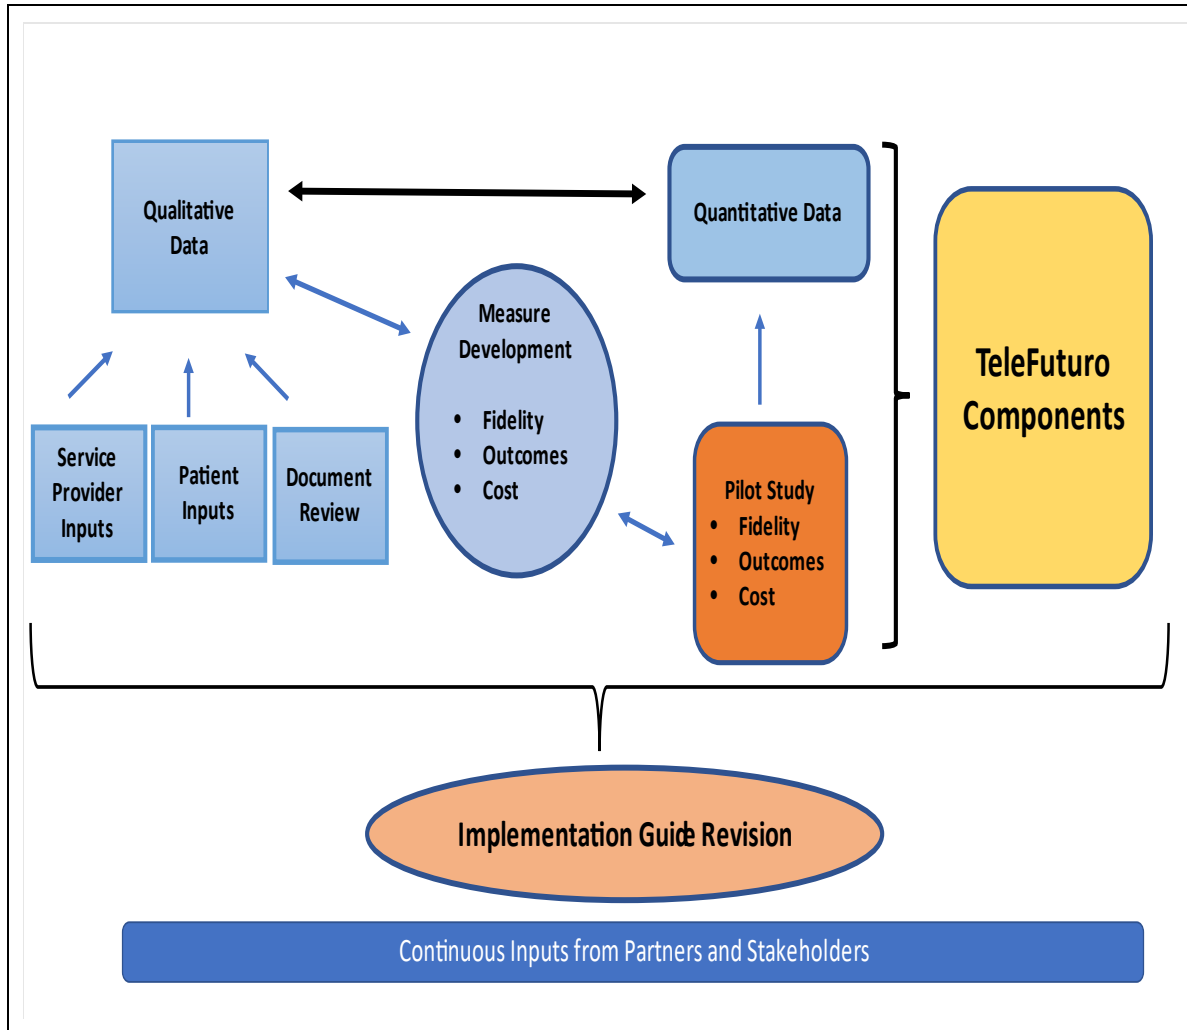 Qualitative
Data
Quantitative Data
Measure
Development
• Fidelity
• Outcomes
• Cost
TeleFuturo
Components
Service
Provider
Inputs
Patient
Inputs
Document
Review
Pilot Study
• Fidelity
• Outcomes
• Cost
Implementation Guide Revision
Continuous Inputs from Partners and Stakeholders